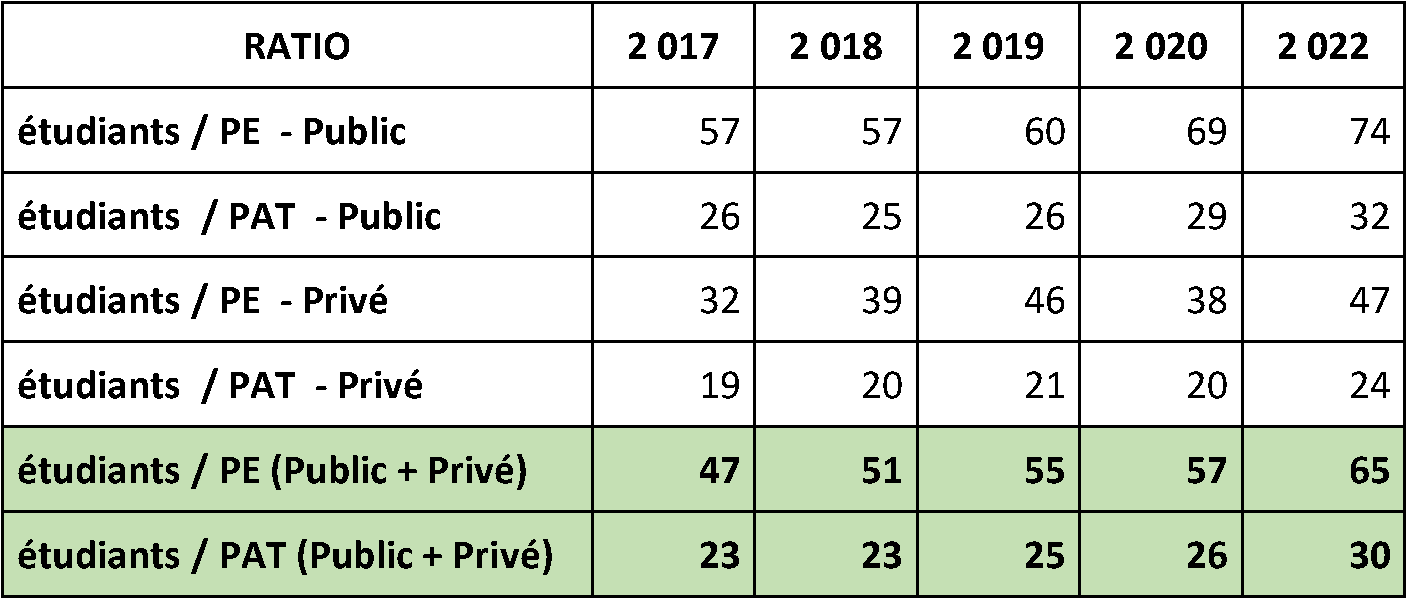 RATIO 2 017 2 018 2 019 2 020 2 022
étudiants / PE - Public 57 57 60 69 74
étudiants / PAT - Public 26 25 26 29 32
étudiants / PE - Privé 32 39 46 38 47
étudiants / PAT - Privé 19 20 21 20 24
étudiants / PE (Public + Privé) 47 51 55 57 65
étudiants / PAT (Public + Privé) 23 23 25 26 30